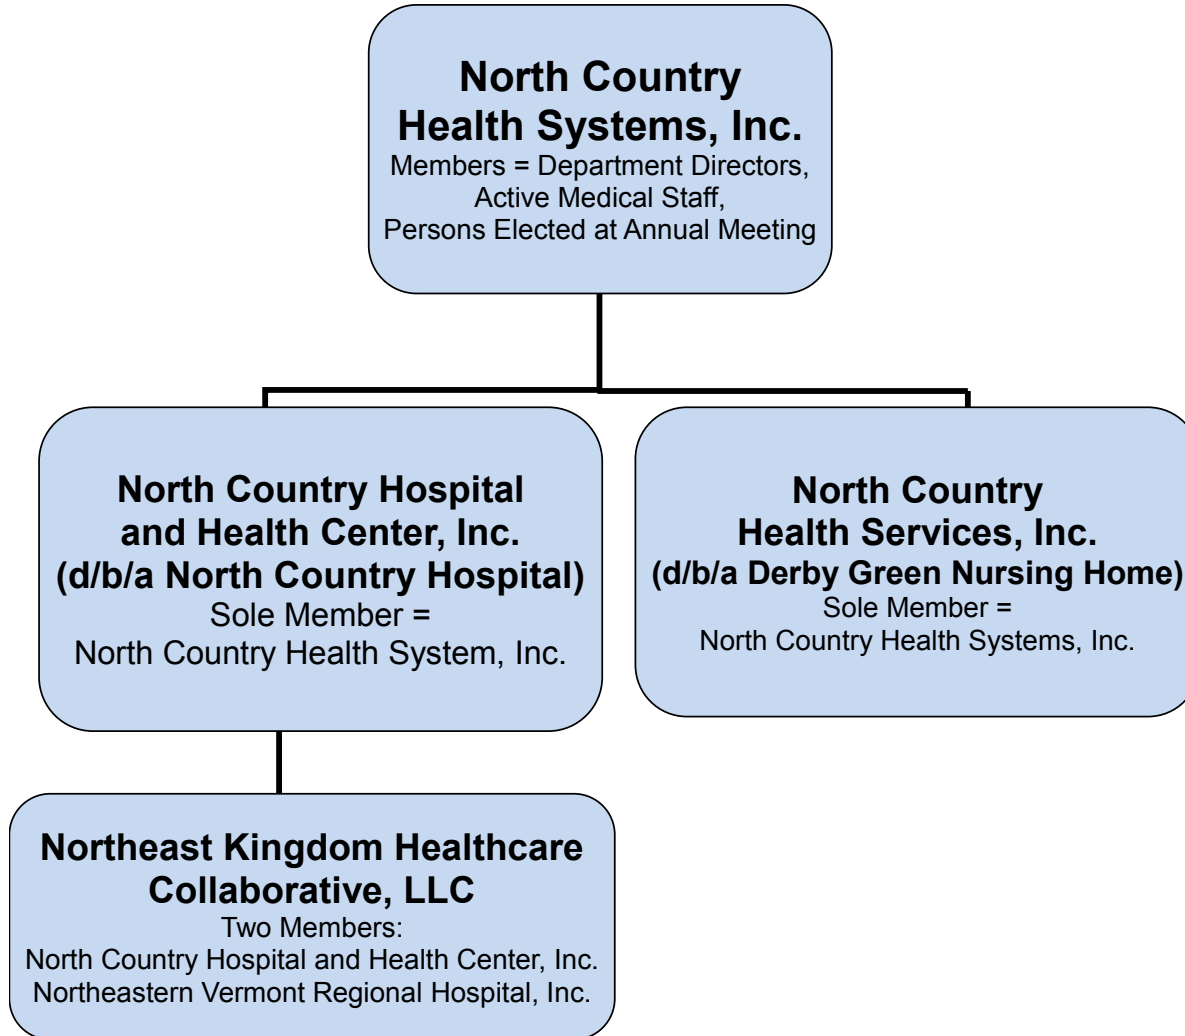 North Country
Health Systems, Inc.
Members = Department Directors,
Active Medical Staff,
Persons Elected at Annual Meeting
North Country Hospital
and Health Center, Inc.
(d/b/a North Country Hospital)
Sole Member =
North Country Health System, Inc.
North Country
Health Services, Inc.
(d/b/a Derby Green Nursing Home)
Sole Member =
North Country Health Systems, Inc.
Northeast Kingdom Healthcare
Collaborative, LLC
Two Members:
North Country Hospital and Health Center, Inc.
Northeastern Vermont Regional Hospital, Inc.